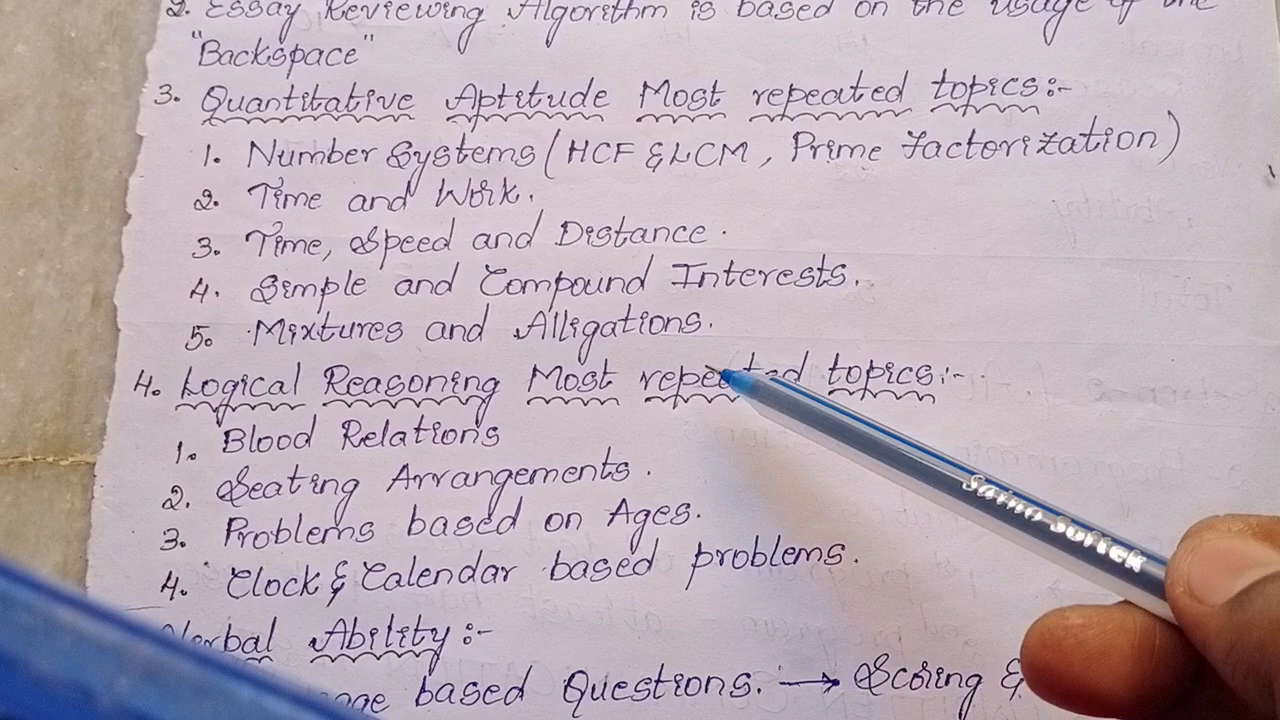 2. Essay Reviewing Algorithm is based on the usage of the
"Backspace"
3. Quantitative Aptitude Most repeated topics:-
1. Number Systems (HCF & LCM, Prime Factorization)
2. Time and Work.
3. Time, Speed and Distance.
4. Simple and Compound Interests.
5. Mixtures and Alligations.
4. Logical Reasoning Most repeated topics:-
1. Blood Relations
2. Seating Arrangements.
3. Problems based on Ages.
4. Clock & Calendar based problems.
Verbal Ability:-
based Questions. → Scoring &